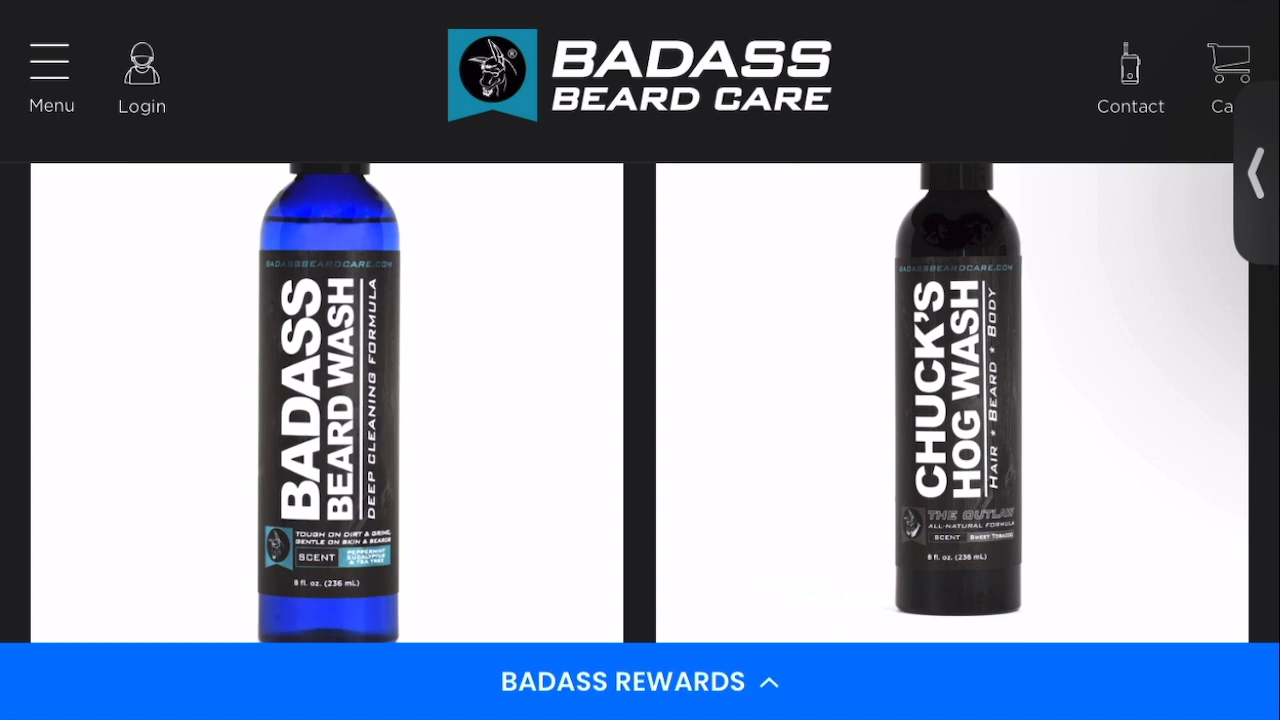 BADASS
BEARD CARE
®
Menu
Login
Contact
Ca
BADASSBEARDCARE.COM
BADASS
BEARD WASH
DEEP CLEANING FORMULA
TOUGH ON DIRT & GRIME,
GENTLE ON SKIN & BEARDS
SCENT
PEPPERMINT
EUCALYPTUS
& TEA TREE
8 fl. oz. (236 mL)
BADASSBEARDCARE.COM
CHUCK'S
HOG WASH
HAIR * BEARD * BODY
THE OUTLAW
ALL-NATURAL FORMULA
SCENT
SWEET TOBACCO
8 fl. oz. (236 mL)
BADASS REWARDS